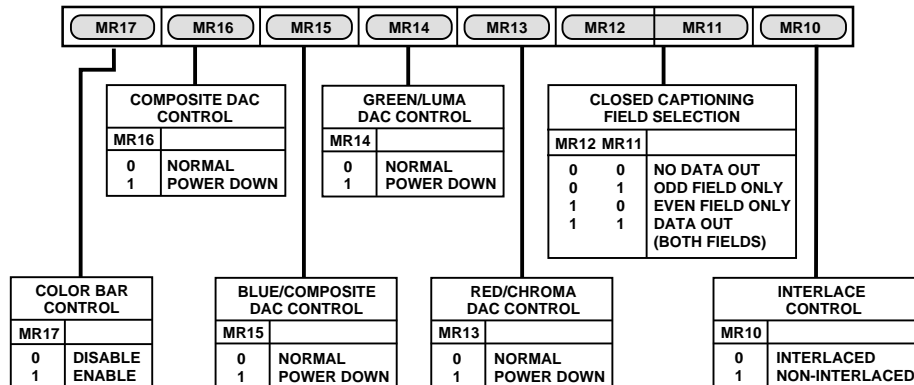 MR17 MR16 MR15 MR14 MR13 MR12 MR11 MR10
COMPOSITE DAC
CONTROL
MR16
0 NORMAL
1 POWER DOWN
GREEN/LUMA
DAC CONTROL
MR14
0 NORMAL
1 POWER DOWN
CLOSED CAPTIONING
FIELD SELECTION
MR12 MR11
0 0 NO DATA OUT
0 1 ODD FIELD ONLY
1 0 EVEN FIELD ONLY
1 1 DATA OUT
(BOTH FIELDS)
COLOR BAR
CONTROL
MR17
0 DISABLE
1 ENABLE
BLUE/COMPOSITE
DAC CONTROL
MR15
0 NORMAL
1 POWER DOWN
RED/CHROMA
DAC CONTROL
MR13
0 NORMAL
1 POWER DOWN
INTERLACE
CONTROL
MR10
0 INTERLACED
1 NON-INTERLACED